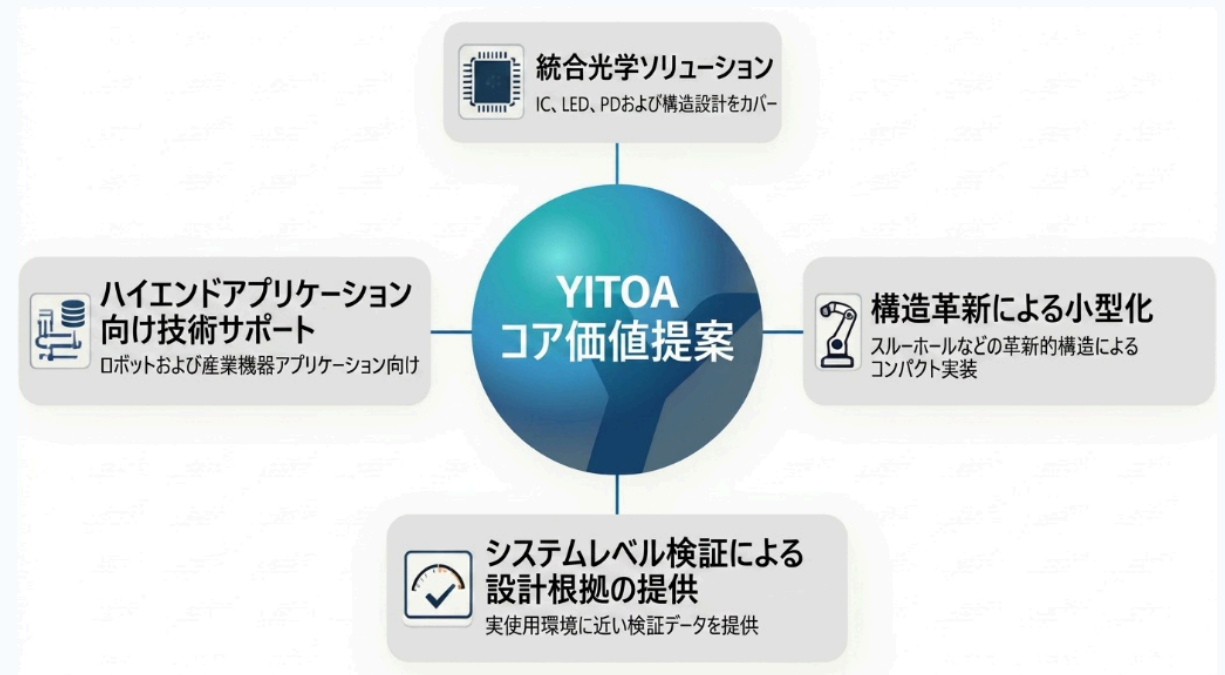 統合光学ソリューション
IC、LED、PDおよび構造設計をカバー
YITOA
コア価値提案
ハイエンドアプリケーション
向け技術サポート
ロボットおよび産業機器アプリケーション向け
構造革新による小型化
スルーホールなどの革新的構造による
コンパクト実装
システムレベル検証による
設計根拠の提供
実使用環境に近い検証データを提供